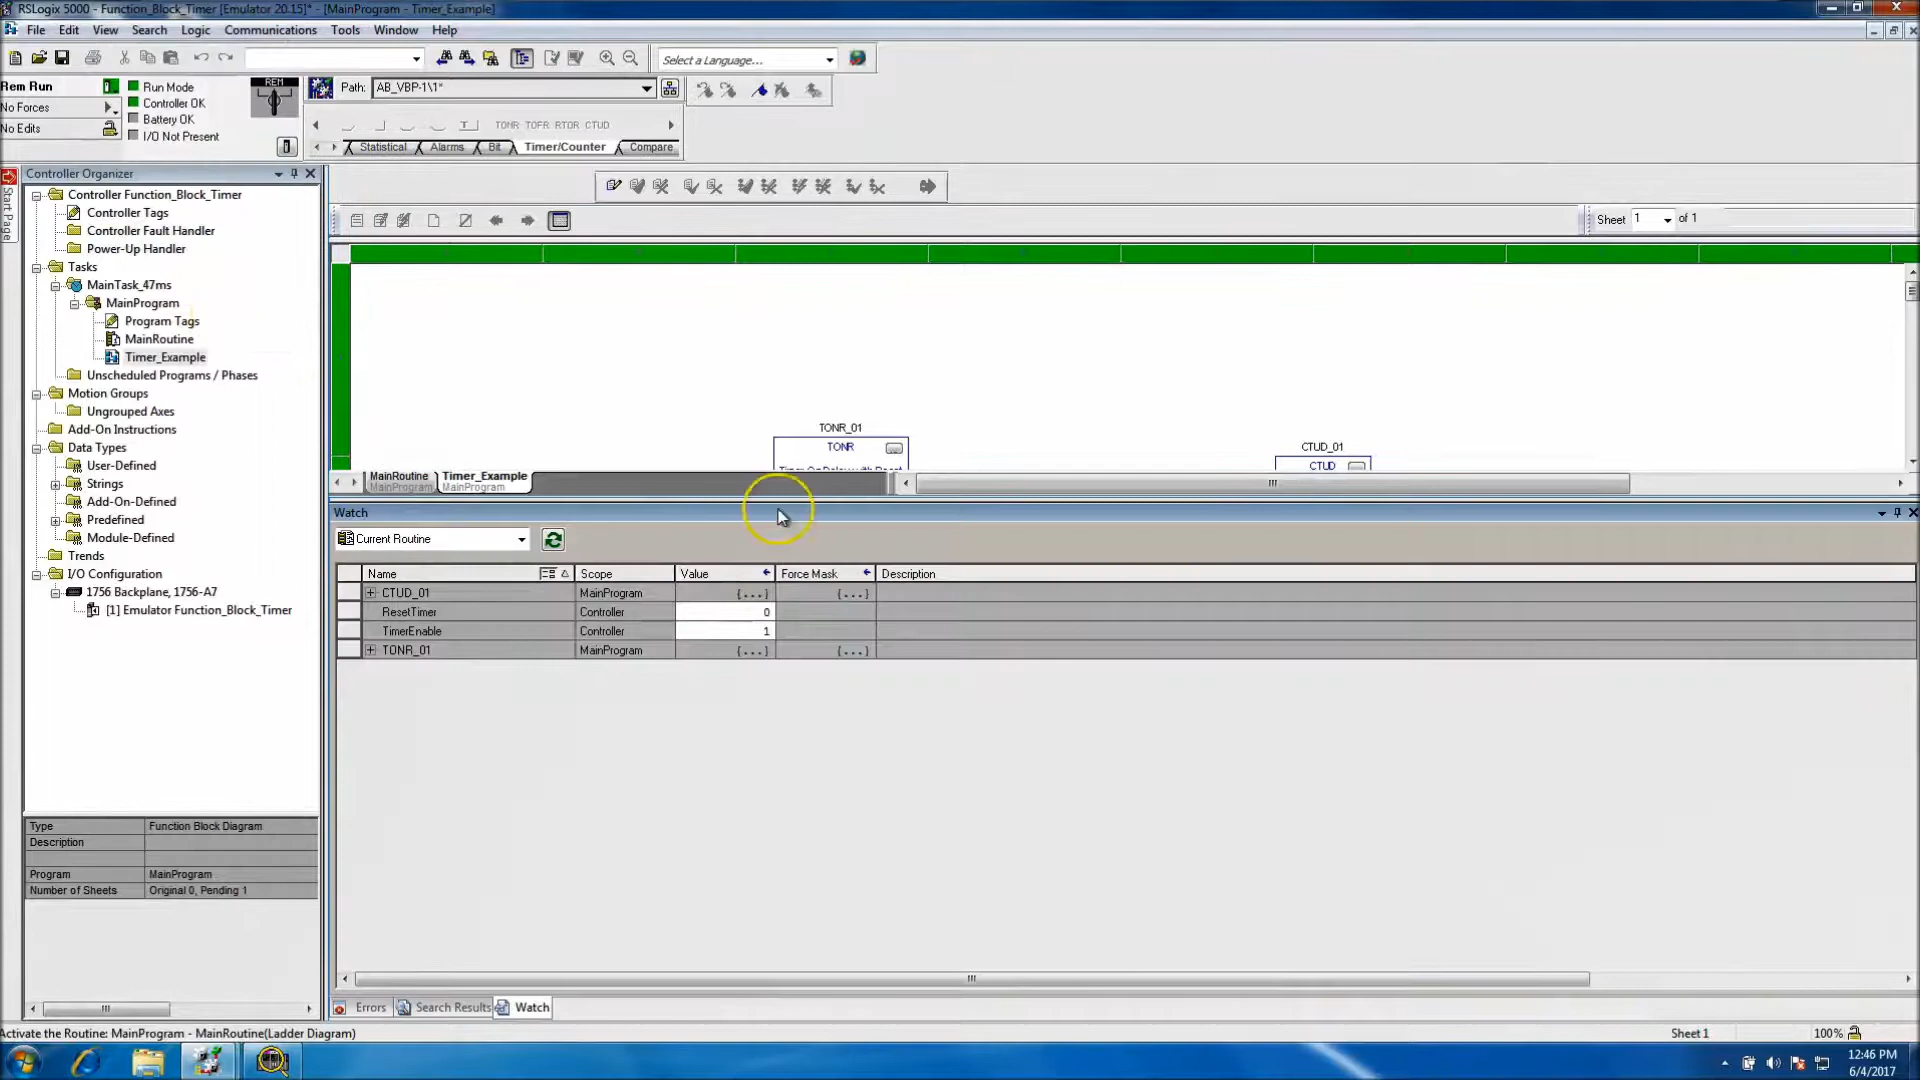 RSLogix 5000 - Function_Block_Timer [Emulator 20.15]* - [MainProgram - Timer_Example]
File Edit View Search Logic Communications Tools Window Help
Select a Language...
Rem Run
No Forces
No Edits
Run Mode
Controller OK
Battery OK
I/O Not Present
REM
Path: AB_VBP-1\1*
TONR TOFR RTOR CTUD
Statistical Alarms Bit Timer/Counter Compare
Start Page
Controller Organizer
Controller Function_Block_Timer
Controller Tags
Controller Fault Handler
Power-Up Handler
Tasks
MainTask_47ms
MainProgram
Program Tags
MainRoutine
Timer_Example
Unscheduled Programs / Phases
Motion Groups
Ungrouped Axes
Add-On Instructions
Data Types
User-Defined
Strings
Add-On-Defined
Predefined
Module-Defined
Trends
I/O Configuration
1756 Backplane, 1756-A7
[1] Emulator Function_Block_Timer
Type Function Block Diagram
Description
Program MainProgram
Number of Sheets Original 0, Pending 1
Sheet 1 of 1
TONR_01
TONR
...
Timer On Delay with Reset
CTUD_01
CTUD
...
MainRoutine
MainProgram
Timer_Example
MainProgram
Watch
Current Routine
Name Scope Value Force Mask Description
CTUD_01 MainProgram {...} {...}
ResetTimer Controller 0
TimerEnable Controller 1
TONR_01 MainProgram {...} {...}
Errors Search Results Watch
Activate the Routine: MainProgram - MainRoutine(Ladder Diagram)
Sheet 1 100%
12:46 PM
6/4/2017